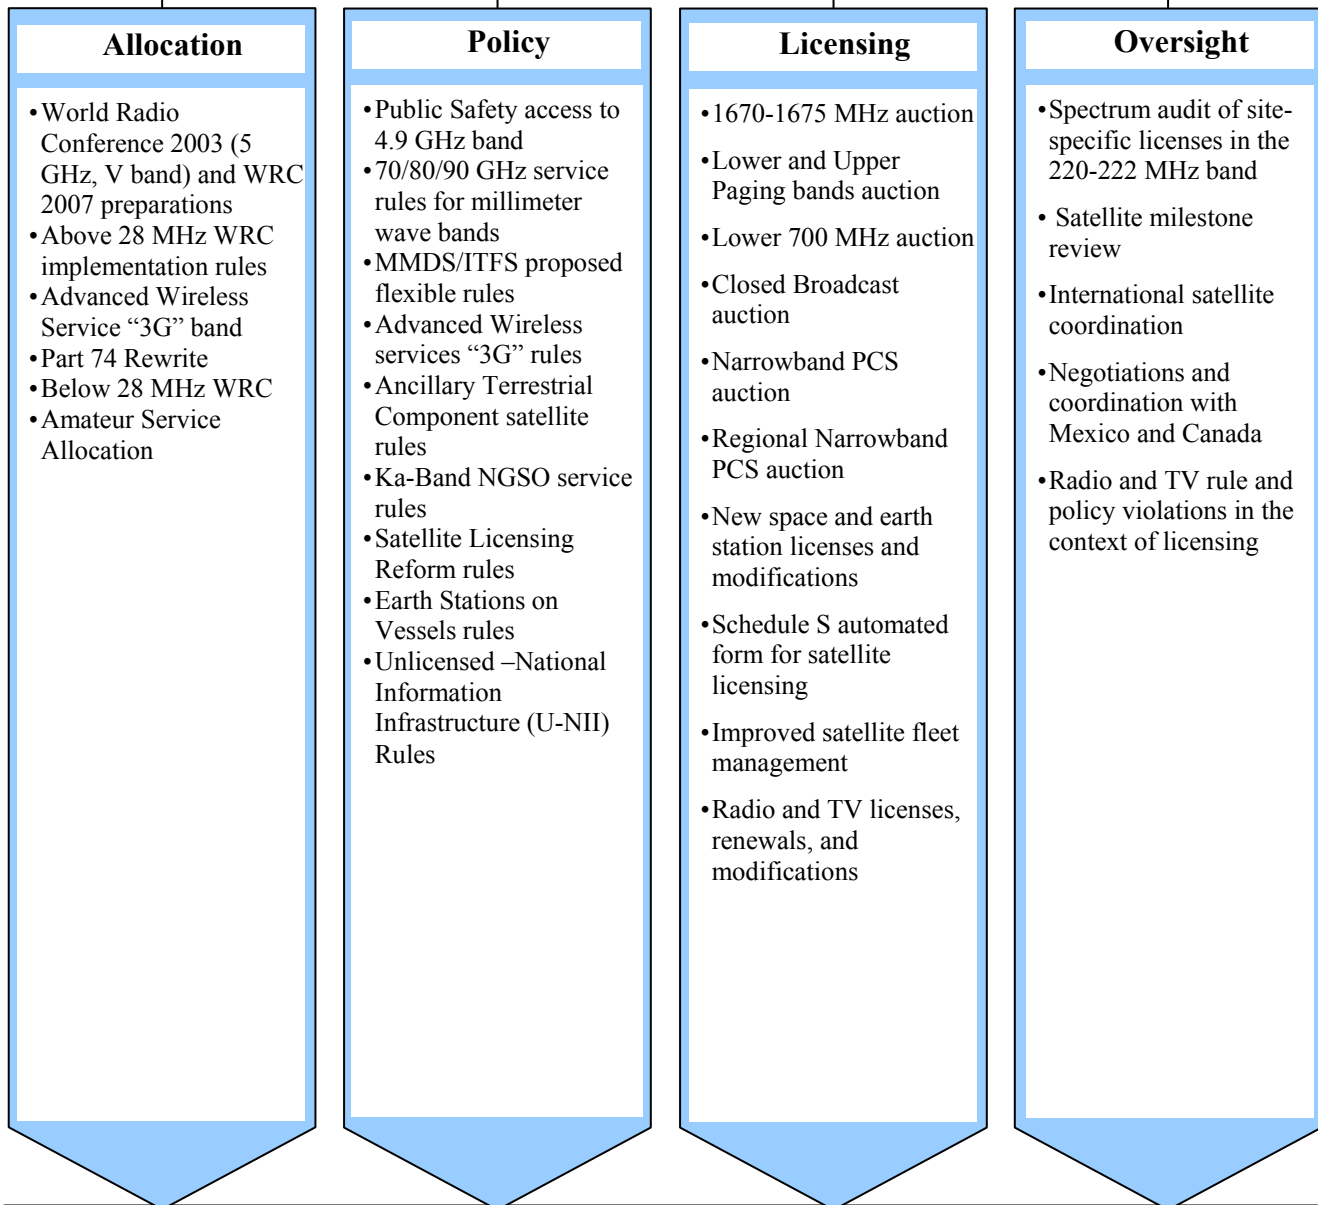 Allocation
•World Radio
Conference 2003 (5
GHz, V band) and WRC
2007 preparations
•Above 28 MHz WRC
implementation rules
•Advanced Wireless
Service “3G” band
•Part 74 Rewrite
•Below 28 MHz WRC
•Amateur Service
Allocation
Policy
•Public Safety access to
4.9 GHz band
•70/80/90 GHz service
rules for millimeter
wave bands
•MMDS/ITFS proposed
flexible rules
•Advanced Wireless
services “3G” rules
•Ancillary Terrestrial
Component satellite
rules
•Ka-Band NGSO service
rules
•Satellite Licensing
Reform rules
•Earth Stations on
Vessels rules
•Unlicensed –National
Information
Infrastructure (U-NII)
Rules
Licensing
•1670-1675 MHz auction
•Lower and Upper
Paging bands auction
•Lower 700 MHz auction
•Closed Broadcast
auction
•Narrowband PCS
auction
•Regional Narrowband
PCS auction
•New space and earth
station licenses and
modifications
•Schedule S automated
form for satellite
licensing
•Improved satellite fleet
management
•Radio and TV licenses,
renewals, and
modifications
Oversight
•Spectrum audit of site-
specific licenses in the
220-222 MHz band
• Satellite milestone
review
•International satellite
coordination
•Negotiations and
coordination with
Mexico and Canada
•Radio and TV rule and
policy violations in the
context of licensing